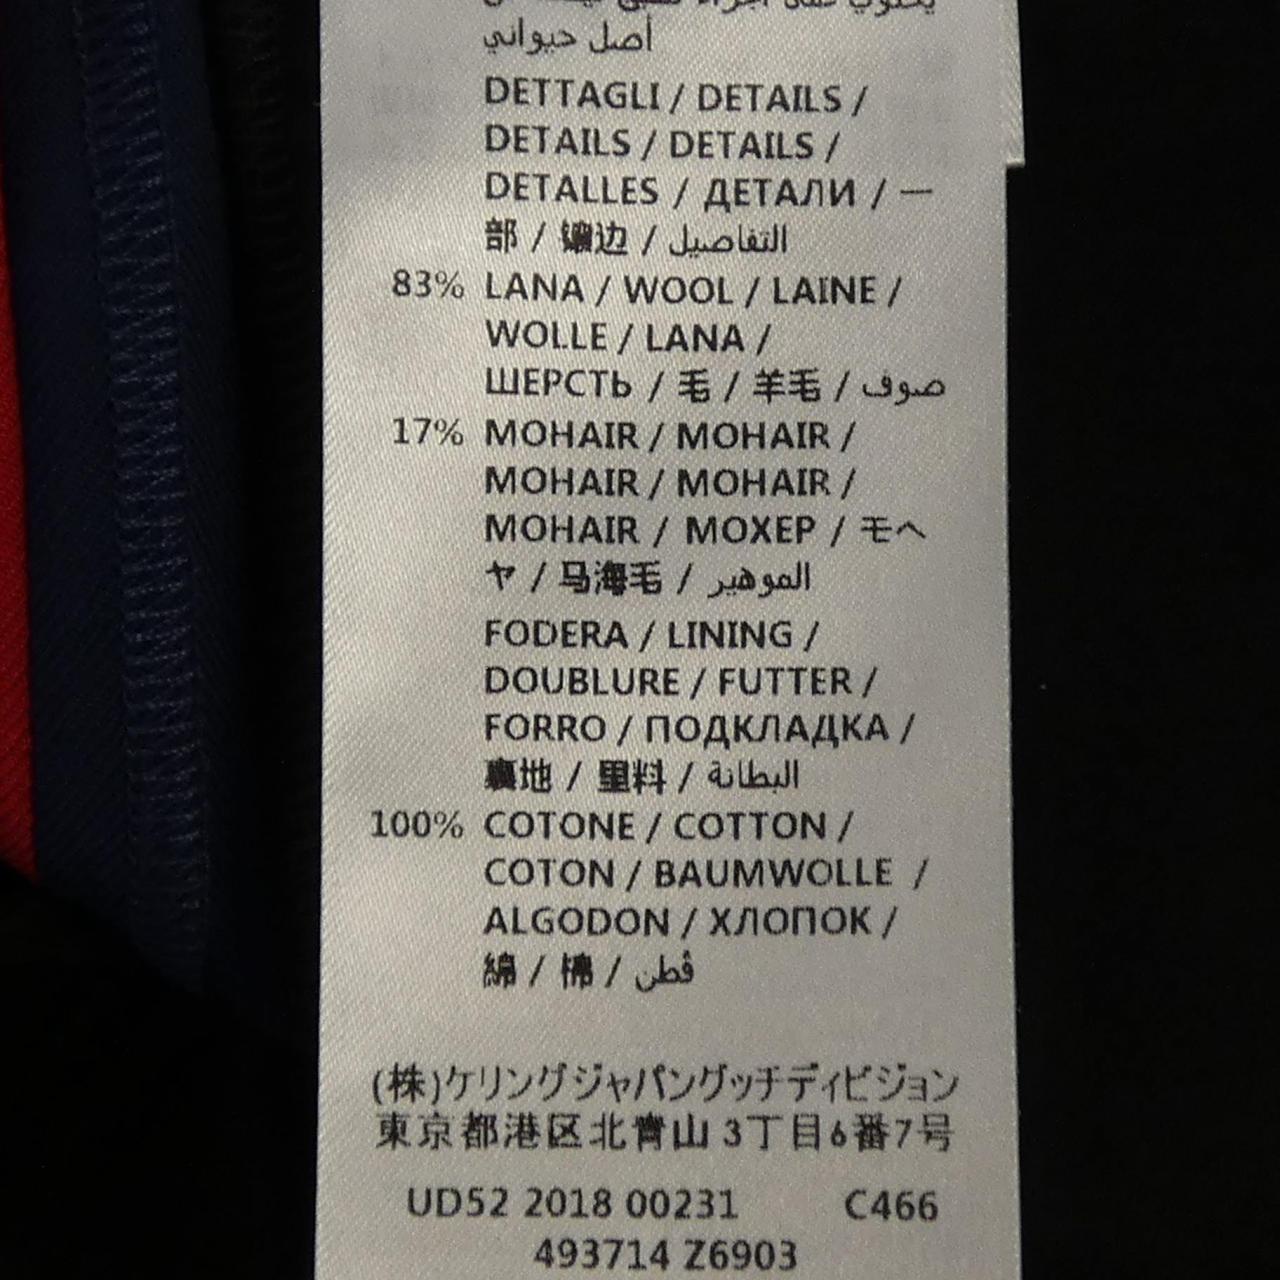 أصل حيواني
DETTAGLI / DETAILS /
DETAILS / DETAILS /
DETALLES / ДЕТАЛИ / 一
部 / 镶边 / التفاصيل
83% LANA / WOOL / LAINE /
WOLLE / LANA /
ШЕРСТЬ / 毛 / 羊毛 / صوف
17% MOHAIR / MOHAIR /
MOHAIR / MOHAIR /
MOHAIR / МОХЕР / モヘ
ヤ / 马海毛 / الموهير
FODERA / LINING /
DOUBLURE / FUTTER /
FORRO / ПОДКЛАДКА /
裏地 / 里料 / البطانة
100% COTONE / COTTON /
COTON / BAUMWOLLE /
ALGODON / ХЛОПОК /
綿 / 棉 / قطن
(株)ケリングジャパングッチディビジョン
東京都港区北青山3丁目6番7号
UD52 2018 00231 C466
493714 Z6903